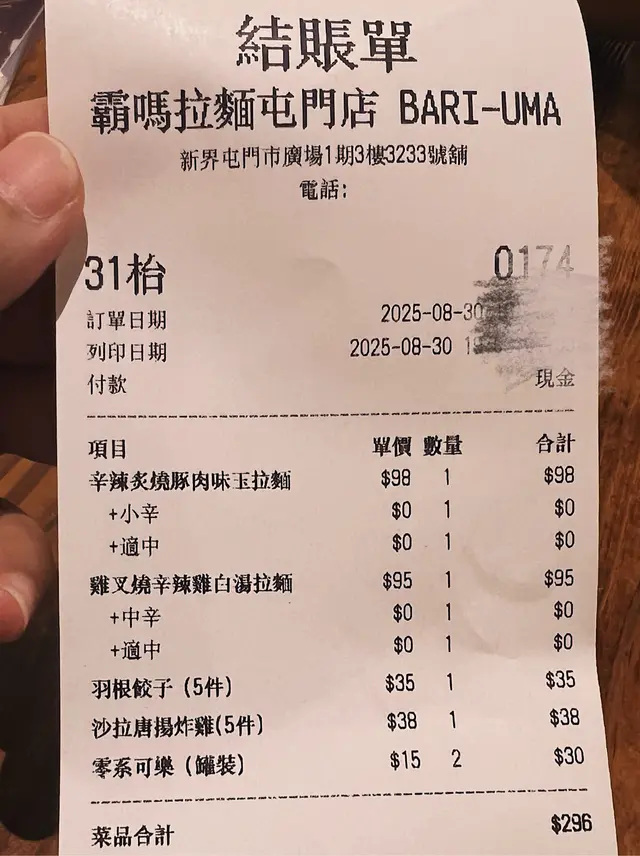 結賬單
霸嗎拉麵屯門店 BARI-UMA
新界屯門市廣場1期3樓3233號舖
電話:
31枱 0174
訂單日期 2025-08-30
列印日期 2025-08-30
付款 現金
項目 單價 數量 合計
辛辣炙燒豚肉味玉拉麵 $98 1 $98
+小辛 $0 1 $0
+適中 $0 1 $0
雞叉燒辛辣雞白湯拉麵 $95 1 $95
+中辛 $0 1 $0
+適中 $0 1 $0
羽根餃子 (5件) $35 1 $35
沙拉唐揚炸雞(5件) $38 1 $38
零系可樂 (罐裝) $15 2 $30
菜品合計 $296